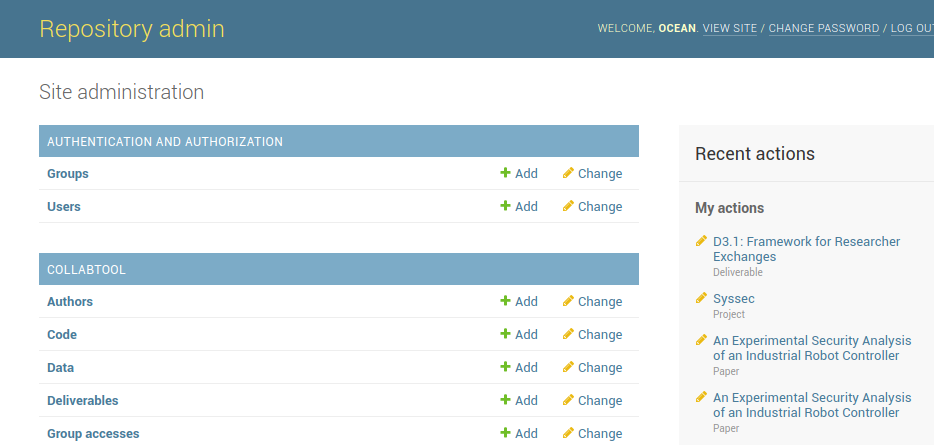 Repository admin
WELCOME, OCEAN. VIEW SITE / CHANGE PASSWORD / LOG OUT
Site administration
AUTHENTICATION AND AUTHORIZATION
Groups Add Change
Users Add Change
COLLABTOOL
Authors Add Change
Code Add Change
Data Add Change
Deliverables Add Change
Group accesses Add Change
Recent actions
My actions
D3.1: Framework for Researcher
Exchanges
Deliverable
Syssec
Project
An Experimental Security Analysis
of an Industrial Robot Controller
Paper
An Experimental Security Analysis
of an Industrial Robot Controller
Paper